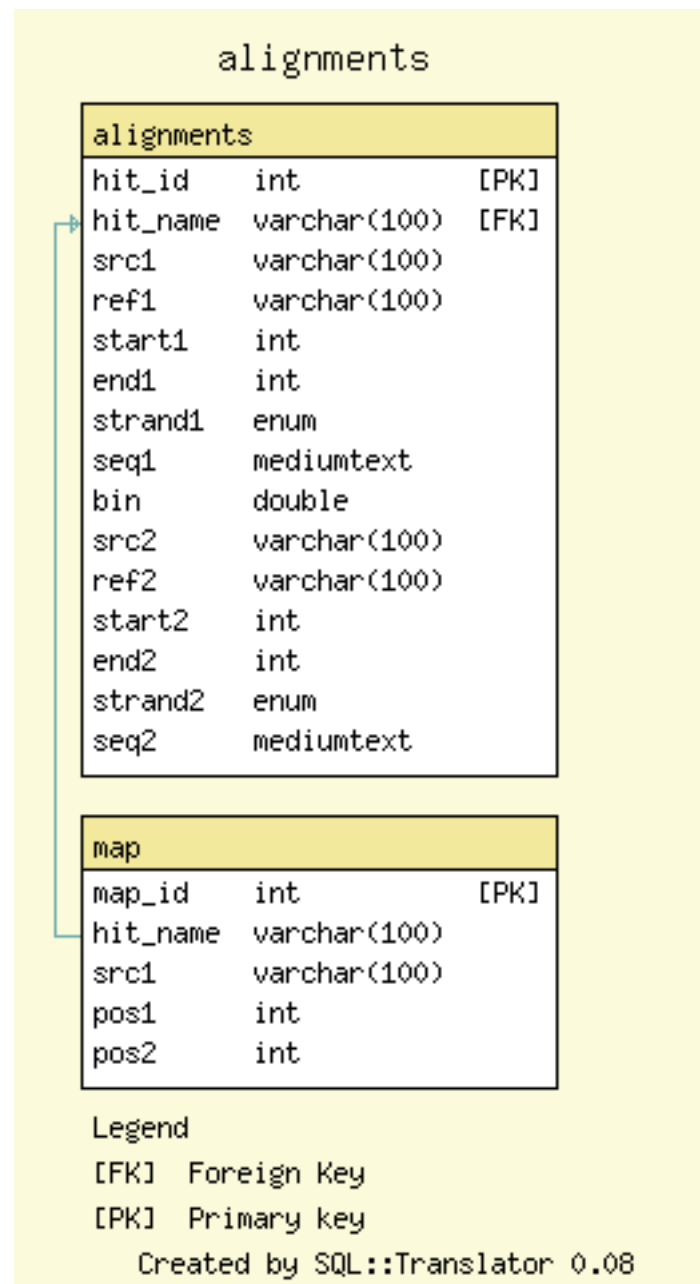 alignments
alignments
hit_id int [PK]
hit_name varchar(100) [FK]
src1 varchar(100)
ref1 varchar(100)
start1 int
end1 int
strand1 enum
seq1 mediumtext
bin double
src2 varchar(100)
ref2 varchar(100)
start2 int
end2 int
strand2 enum
seq2 mediumtext
map
map_id int [PK]
hit_name varchar(100)
src1 varchar(100)
pos1 int
pos2 int
Legend
[FK] Foreign Key
[PK] Primary key
Created by SQL::Translator 0.08